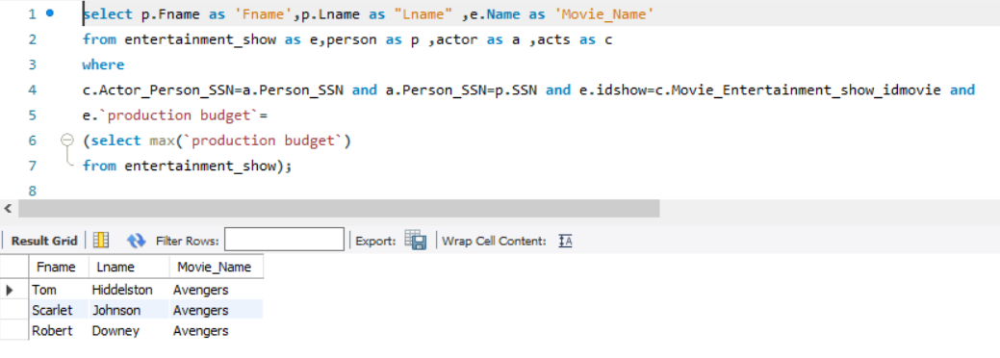 1 select p.Fname as 'Fname',p.Lname as "Lname" ,e.Name as 'Movie_Name'
2 from entertainment_show as e,person as p ,actor as a ,acts as c
3 where
4 c.Actor_Person_SSN=a.Person_SSN and a.Person_SSN=p.SSN and e.idshow=c.Movie_Entertainment_show_idmovie and
5 e.`production budget`=
6 (select max(`production budget`)
7 from entertainment_show);
8
Result Grid Filter Rows: Export: Wrap Cell Content: IA
Fname Lname Movie_Name
Tom Hiddelston Avengers
Scarlet Johnson Avengers
Robert Downey Avengers